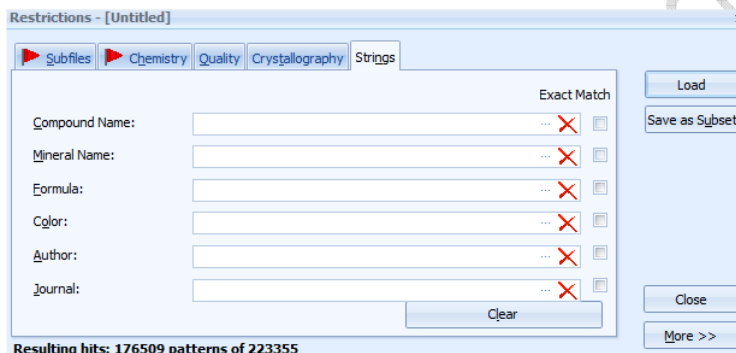 Restrictions - [Untitled]
Subfiles Chemistry Quality Crystallography Strings
Exact Match
Load
Compound Name: ...
Save as Subset
Mineral Name: ...
Formula: ...
Color: ...
Author: ...
Journal: ...
Close
Clear
More >>
Resulting hits: 176509 patterns of 223355